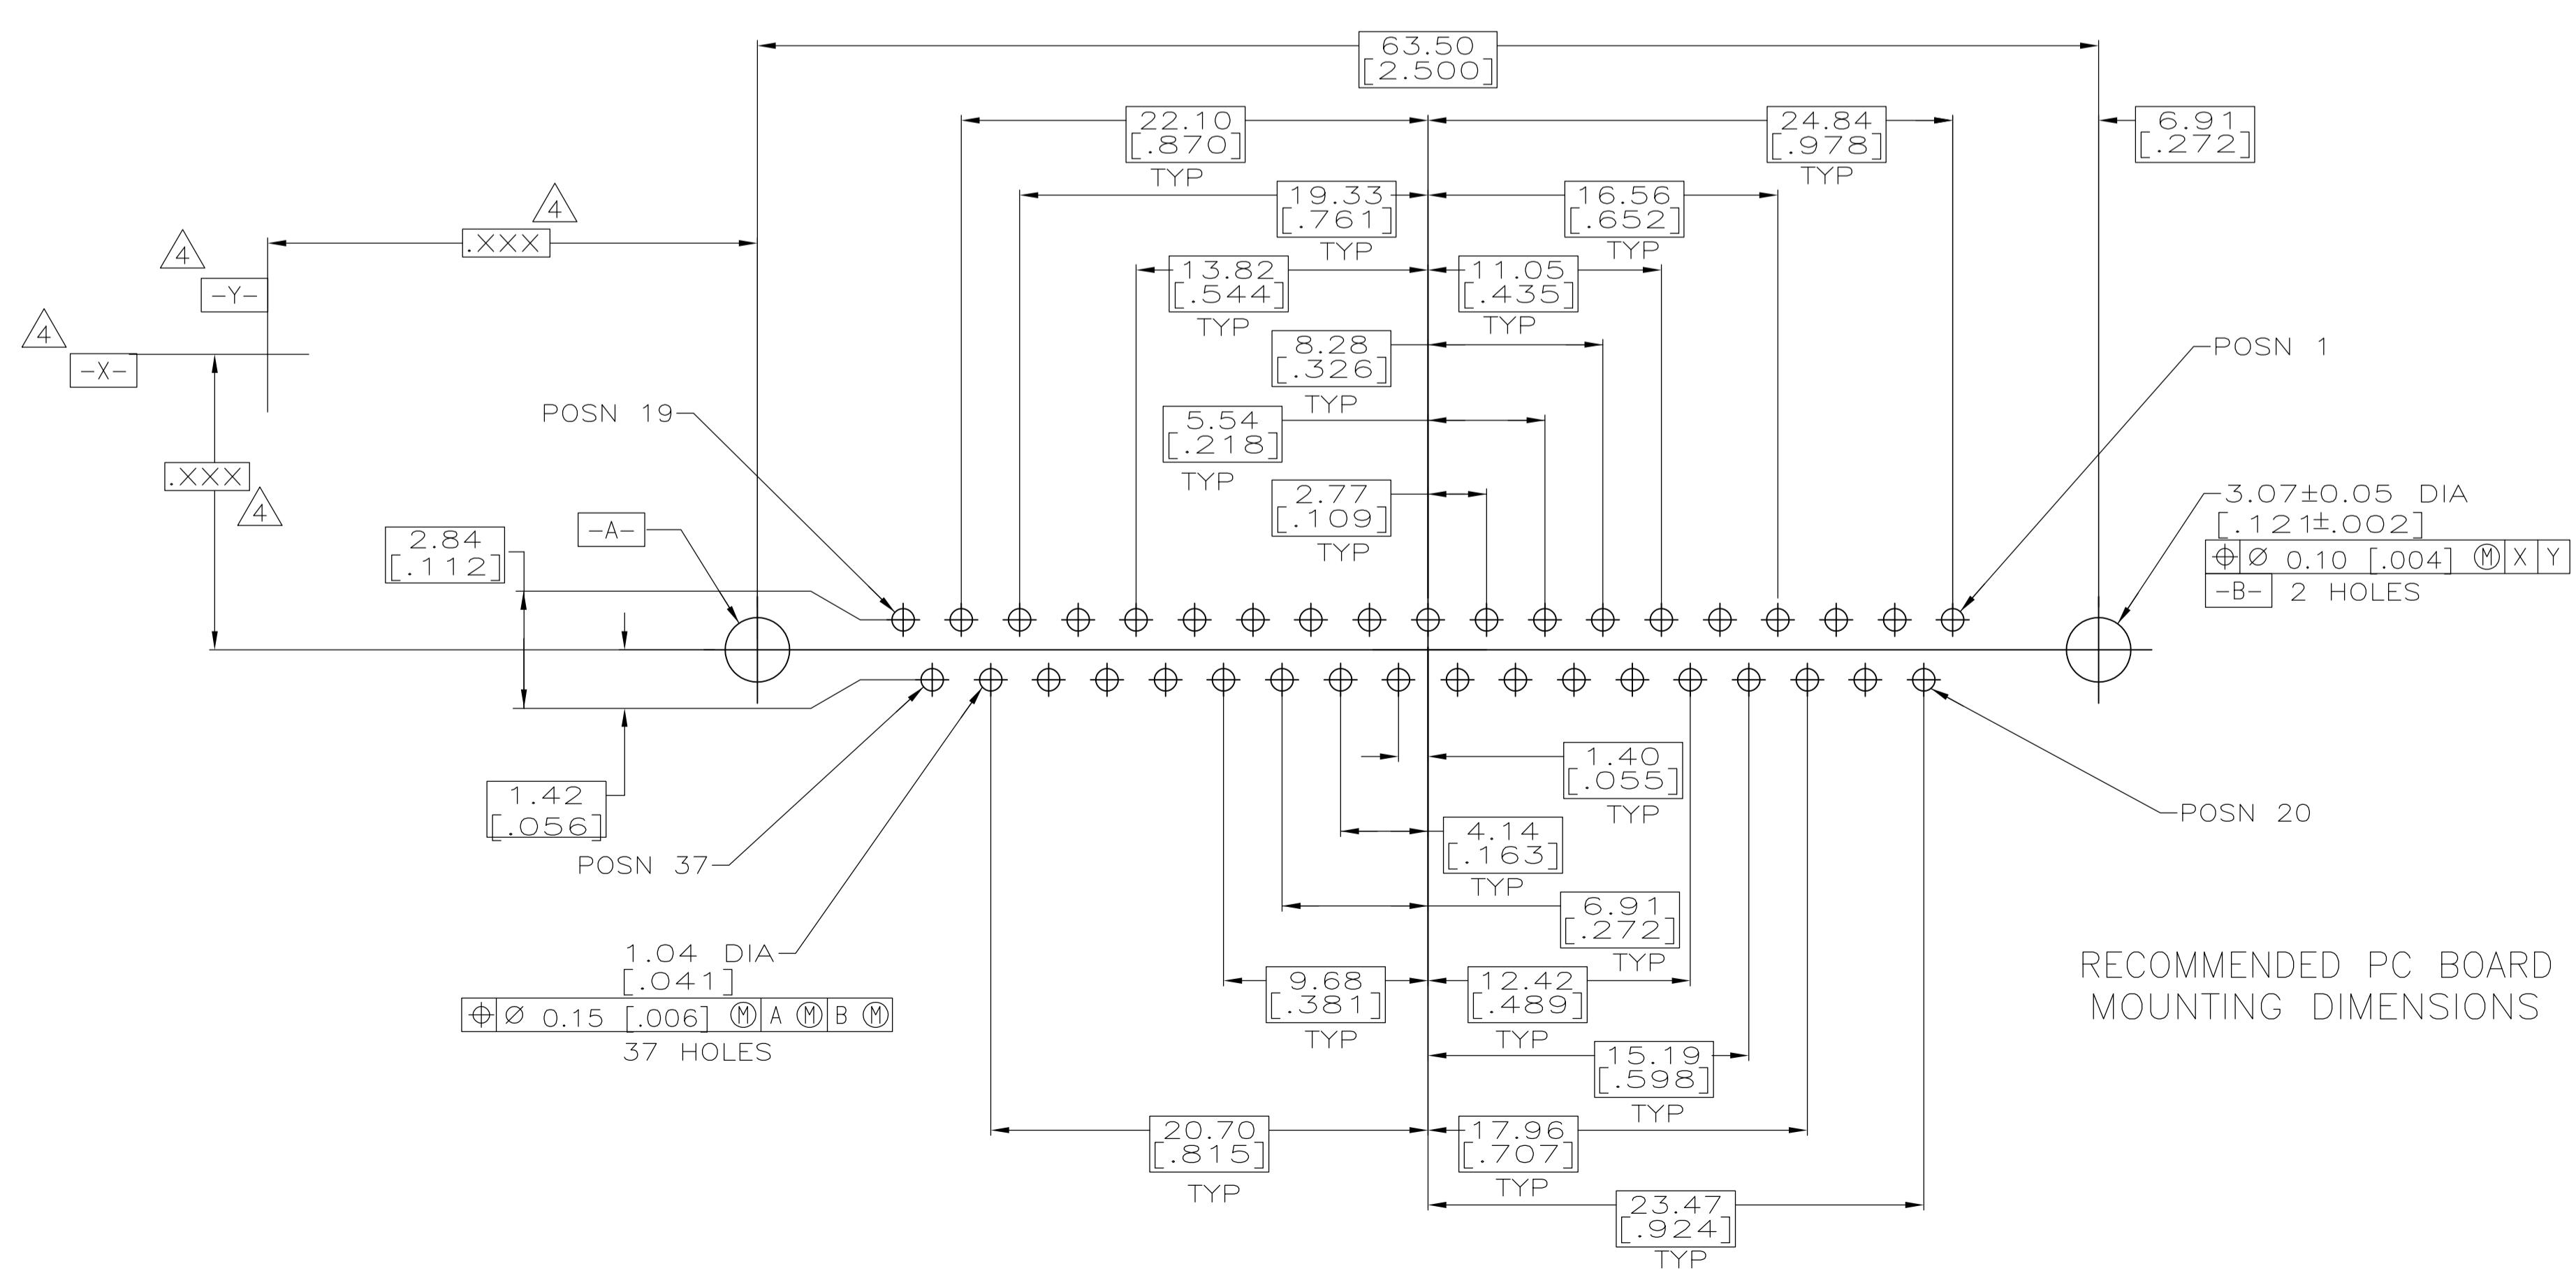 63.50
[2.500]
22.10
[.870]
TYP
24.84
[.978]
TYP
6.91
[.272]
19.33
[.761]
TYP
16.56
[.652]
TYP
4
.XXX
4
-Y-
13.82
[.544]
TYP
11.05
[.435]
TYP
4
-X-
8.28
[.326]
TYP
POSN 1
POSN 19
5.54
[.218]
TYP
.XXX
4
2.77
[.109]
TYP
3.07±0.05 DIA
[.121±.002]
⌖ ⌀ 0.10 [.004] Ⓜ X Y
-B- 2 HOLES
-A-
2.84
[.112]
1.40
[.055]
TYP
1.42
[.056]
POSN 20
4.14
[.163]
TYP
POSN 37
6.91
[.272]
TYP
1.04 DIA
[.041]
⌖ ⌀ 0.15 [.006] Ⓜ A Ⓜ B Ⓜ
37 HOLES
9.68
[.381]
TYP
12.42
[.489]
TYP
RECOMMENDED PC BOARD
MOUNTING DIMENSIONS
15.19
[.598]
TYP
20.70
[.815]
TYP
17.96
[.707]
TYP
23.47
[.924]
TYP